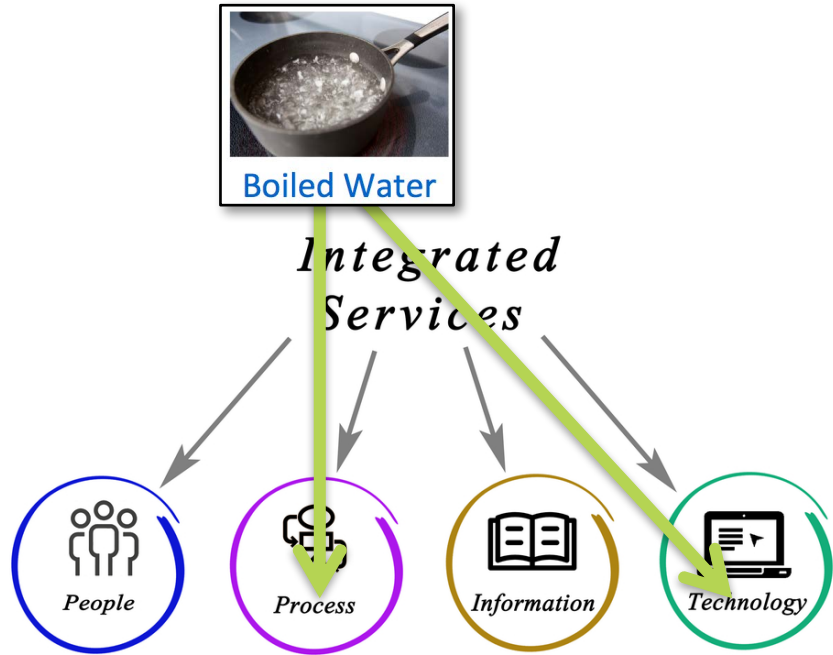 Boiled Water
Integrated
Services
People
Process
Information
Technology